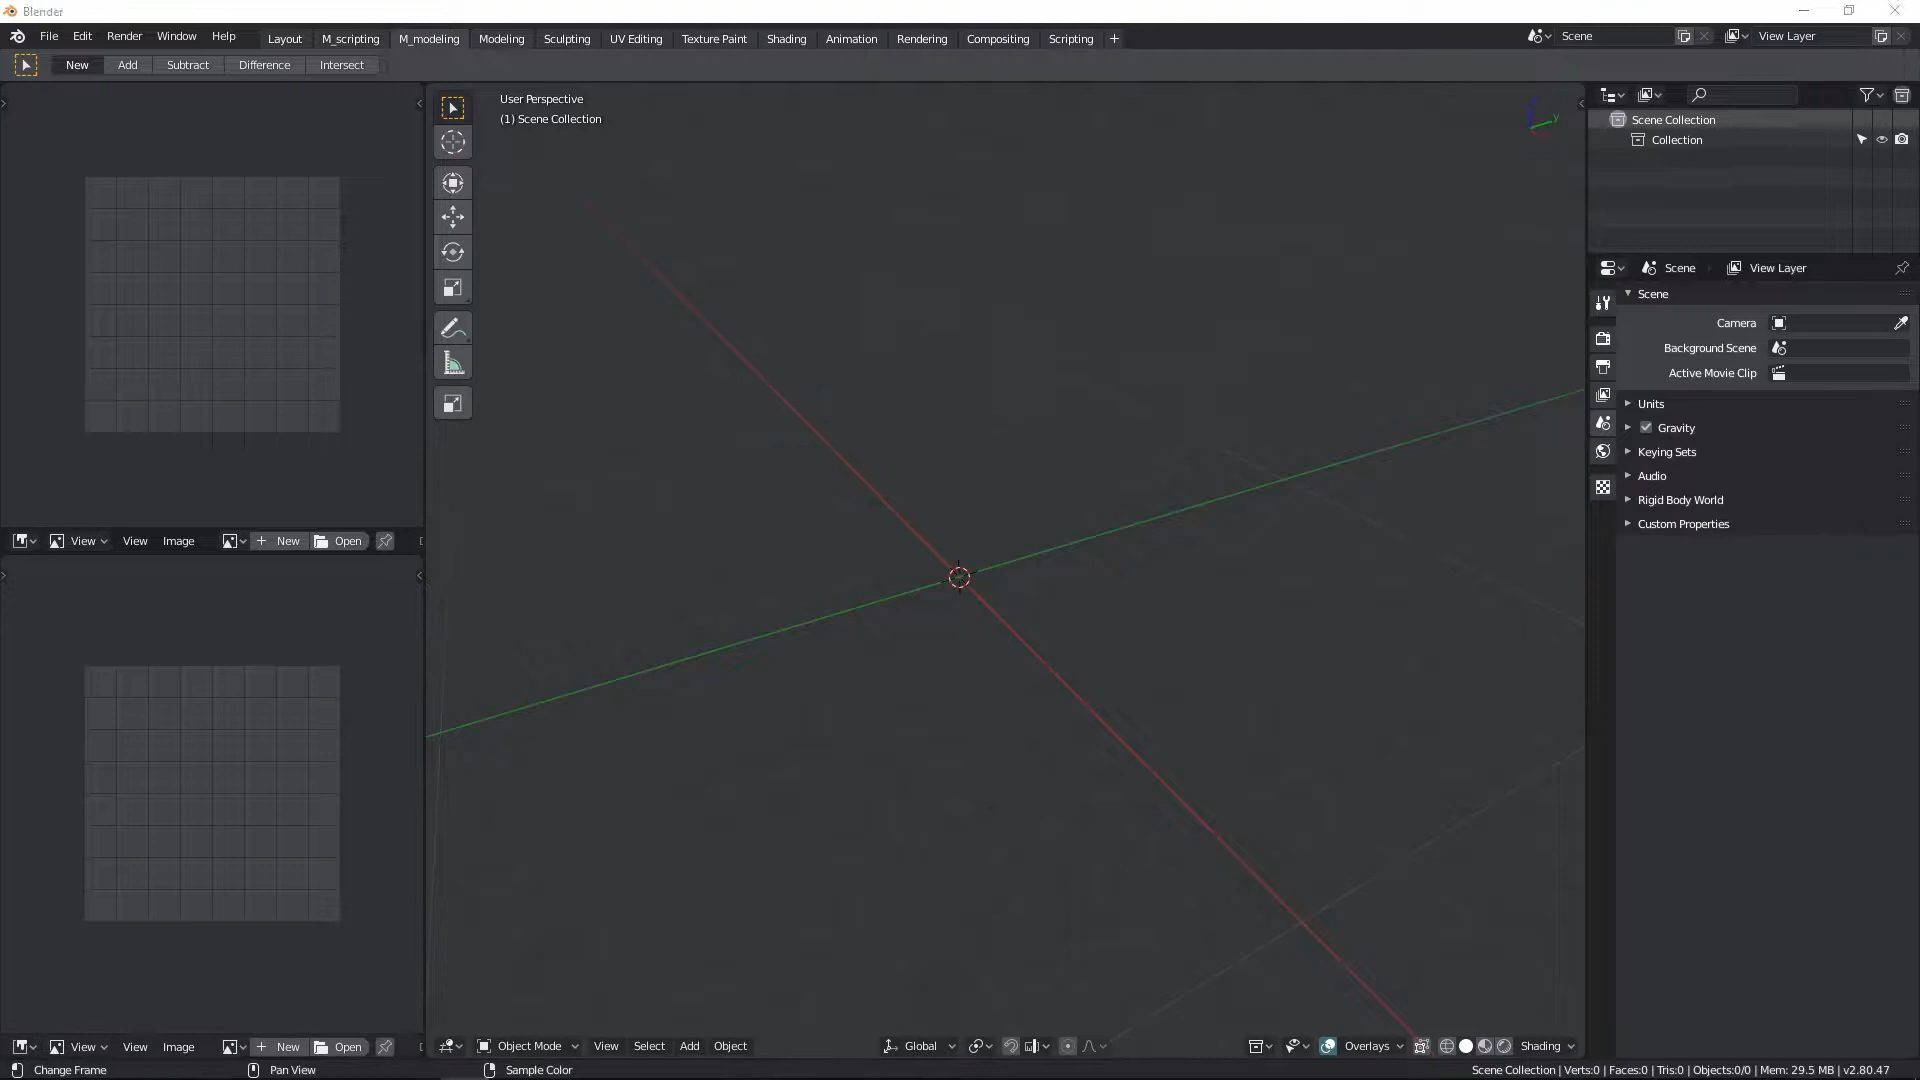 Blender
File Edit Render Window Help Layout M_scripting M_modeling Modeling Sculpting UV Editing Texture Paint Shading Animation Rendering Compositing Scripting + Scene View Layer
New Add Subtract Difference Intersect
User Perspective
(1) Scene Collection
Y
Scene Collection
Collection
Scene View Layer
Scene
Camera
Background Scene
Active Movie Clip
Units
Gravity
Keying Sets
Audio
Rigid Body World
Custom Properties
View View Image + New Open
View View Image + New Open
Object Mode View Select Add Object Global Overlays Shading
Change Frame Pan View Sample Color Scene Collection | Verts:0 | Faces:0 | Tris:0 | Objects:0/0 | Mem: 29.5 MB | v2.80.47